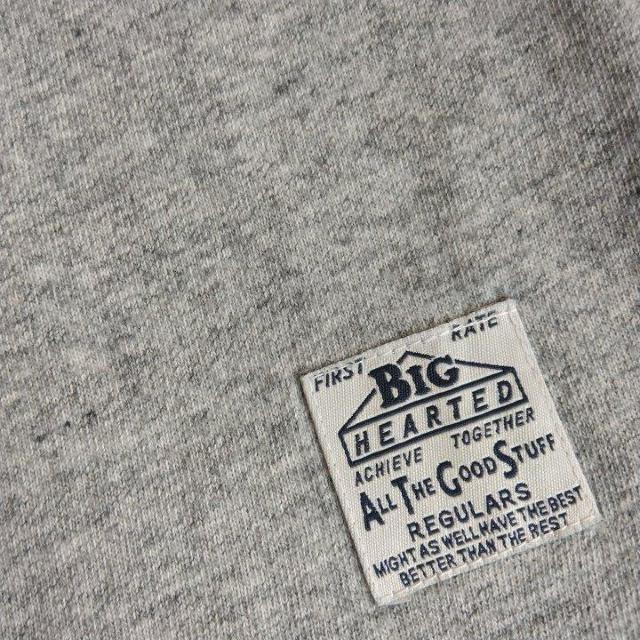 FIRST RATE
BIG
HEARTED
ACHIEVE TOGETHER
ALL THE GOOD STUFF
REGULARS
MIGHT AS WELL HAVE THE BEST
BETTER THAN THE REST